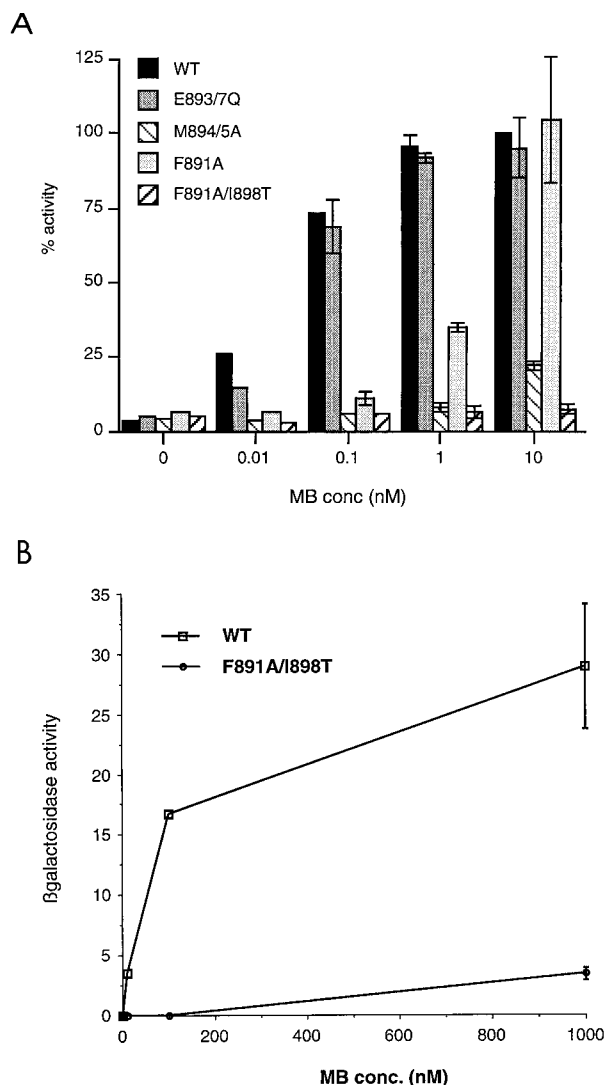 A
125
100
75
50
25
0
% activity
WT
E893/7Q
M894/5A
F891A
F891A/I898T
0 0.01 0.1 1 10
MB conc (nM)
B
35
30
25
20
15
10
5
0
βgalactosidase activity
WT
F891A/I898T
0 200 400 600 800 1000
MB conc. (nM)